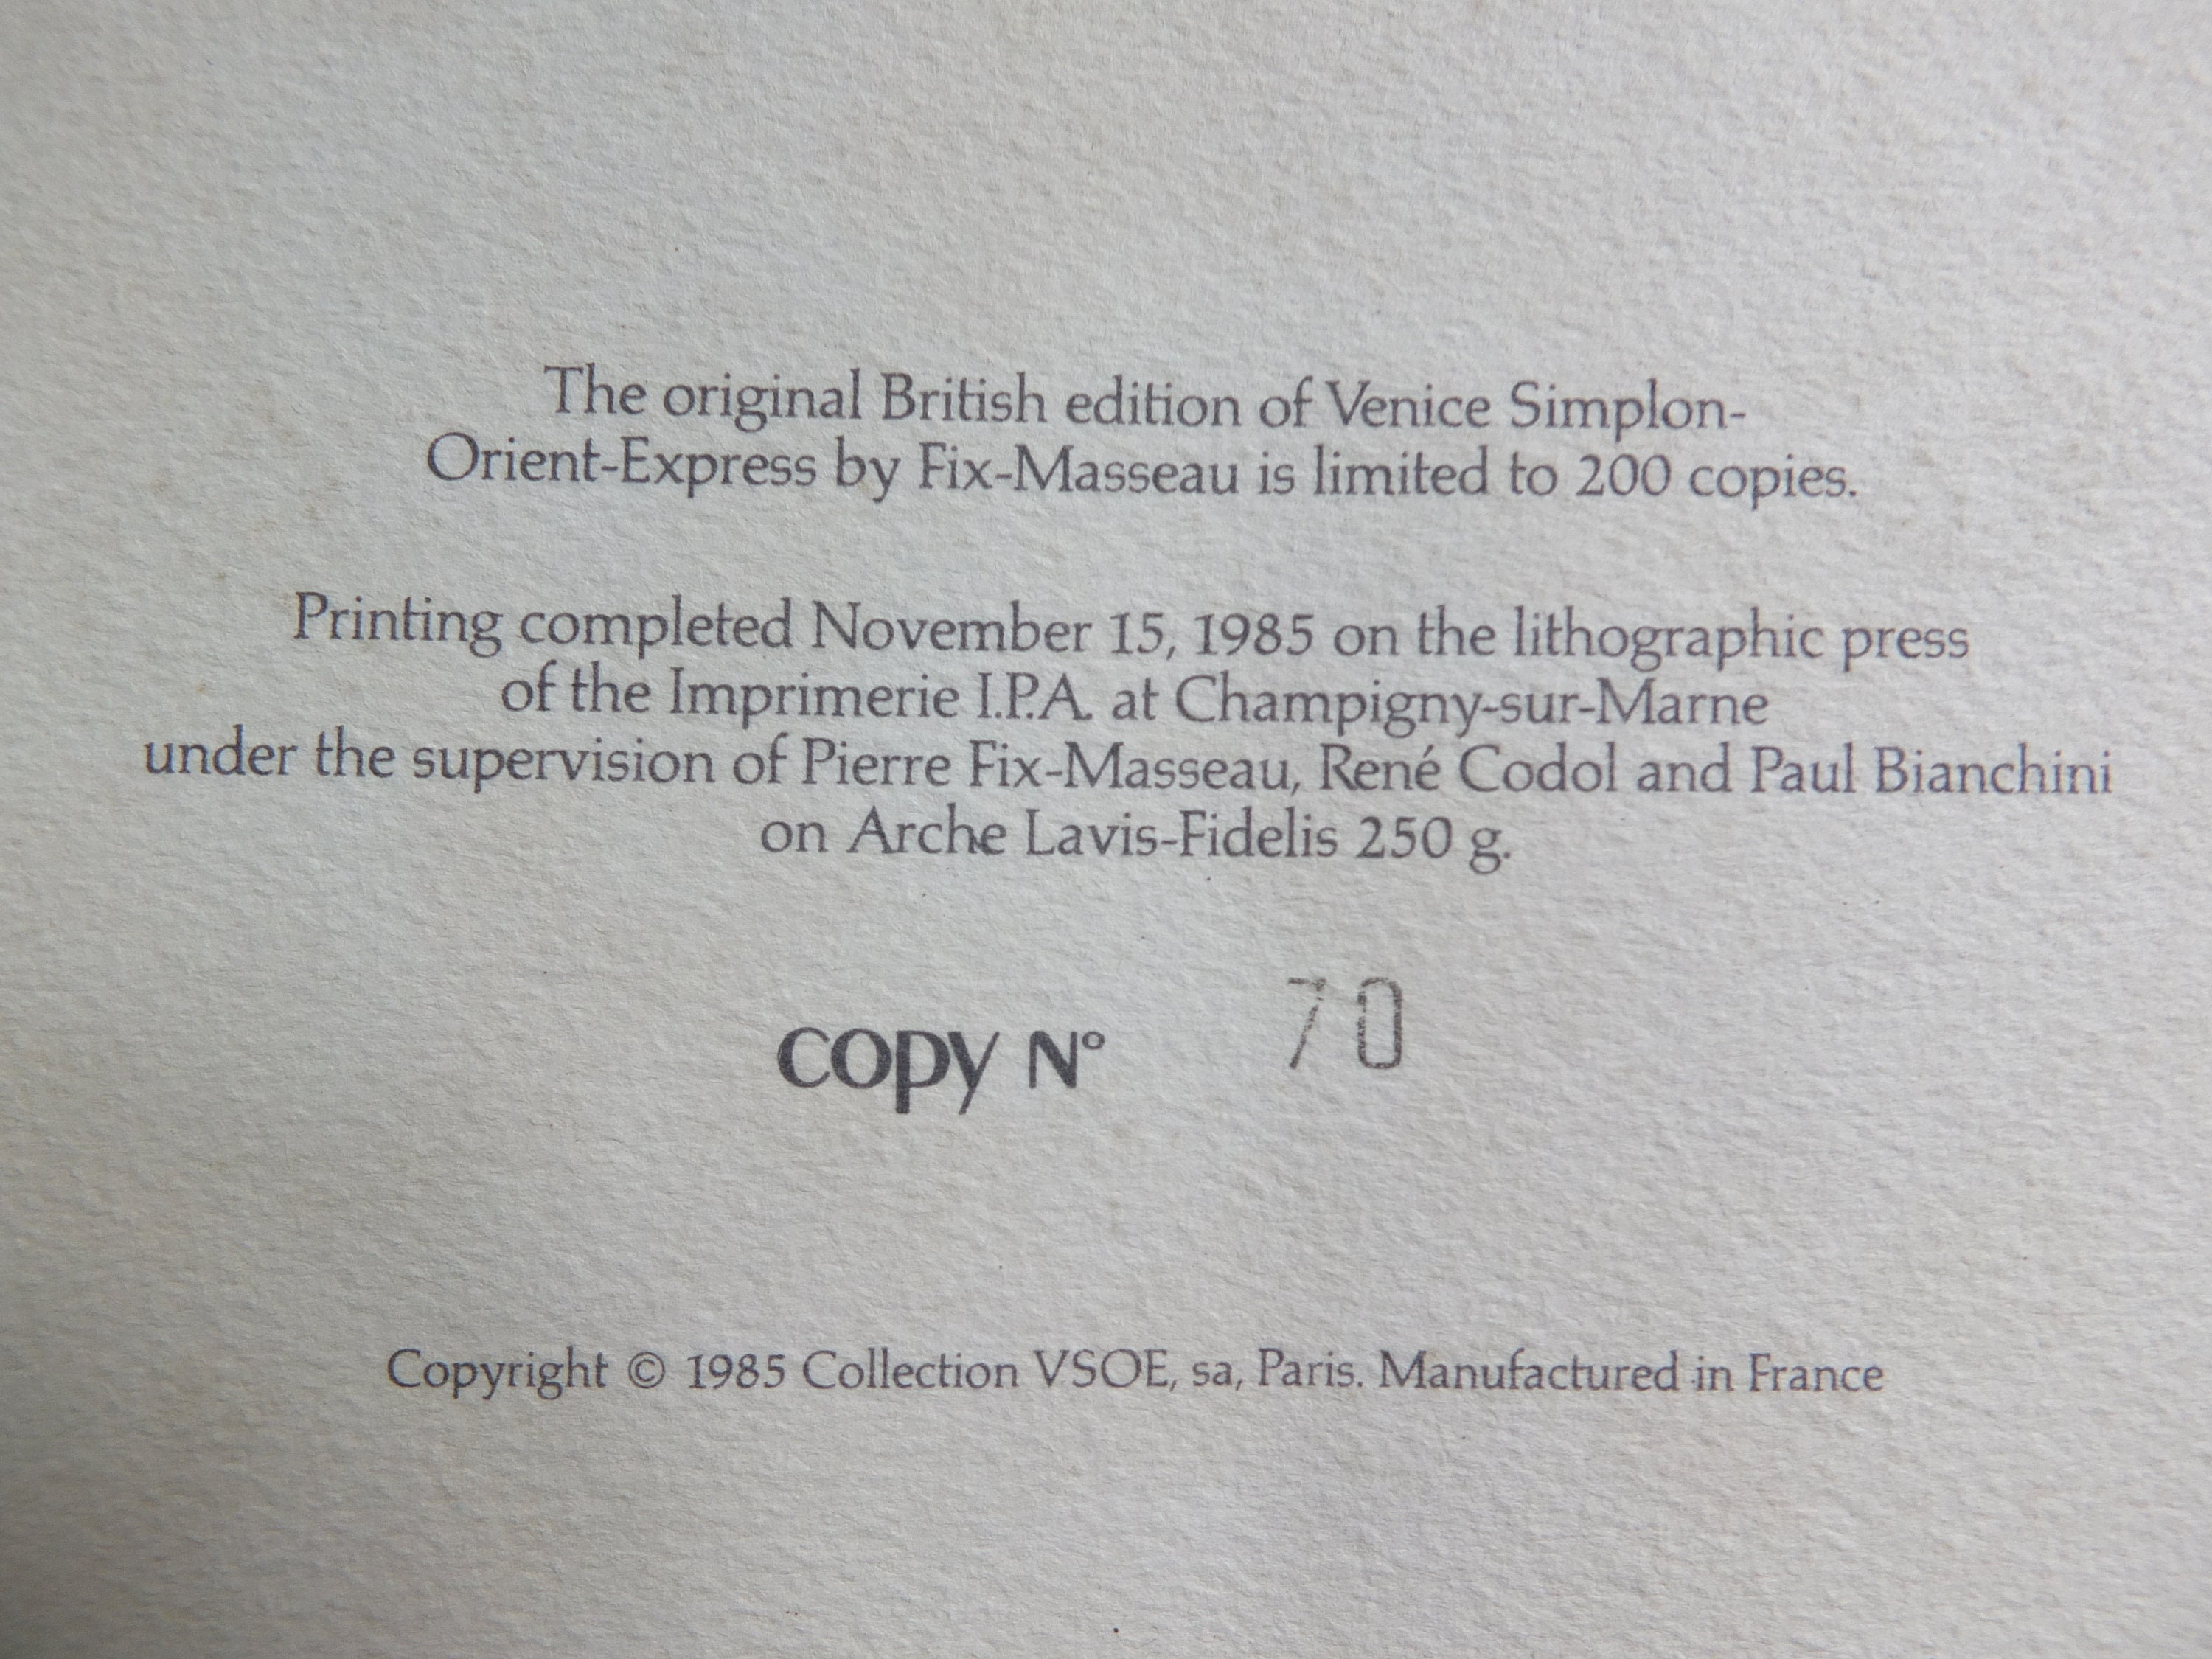 The original British edition of Venice Simplon-
Orient-Express by Fix-Masseau is limited to 200 copies.
Printing completed November 15, 1985 on the lithographic press
of the Imprimerie I.P.A. at Champigny-sur-Marne
under the supervision of Pierre Fix-Masseau, René Codol and Paul Bianchini
on Arche Lavis-Fidelis 250 g.
COPY N° 70
Copyright © 1985 Collection VSOE, sa, Paris. Manufactured in France